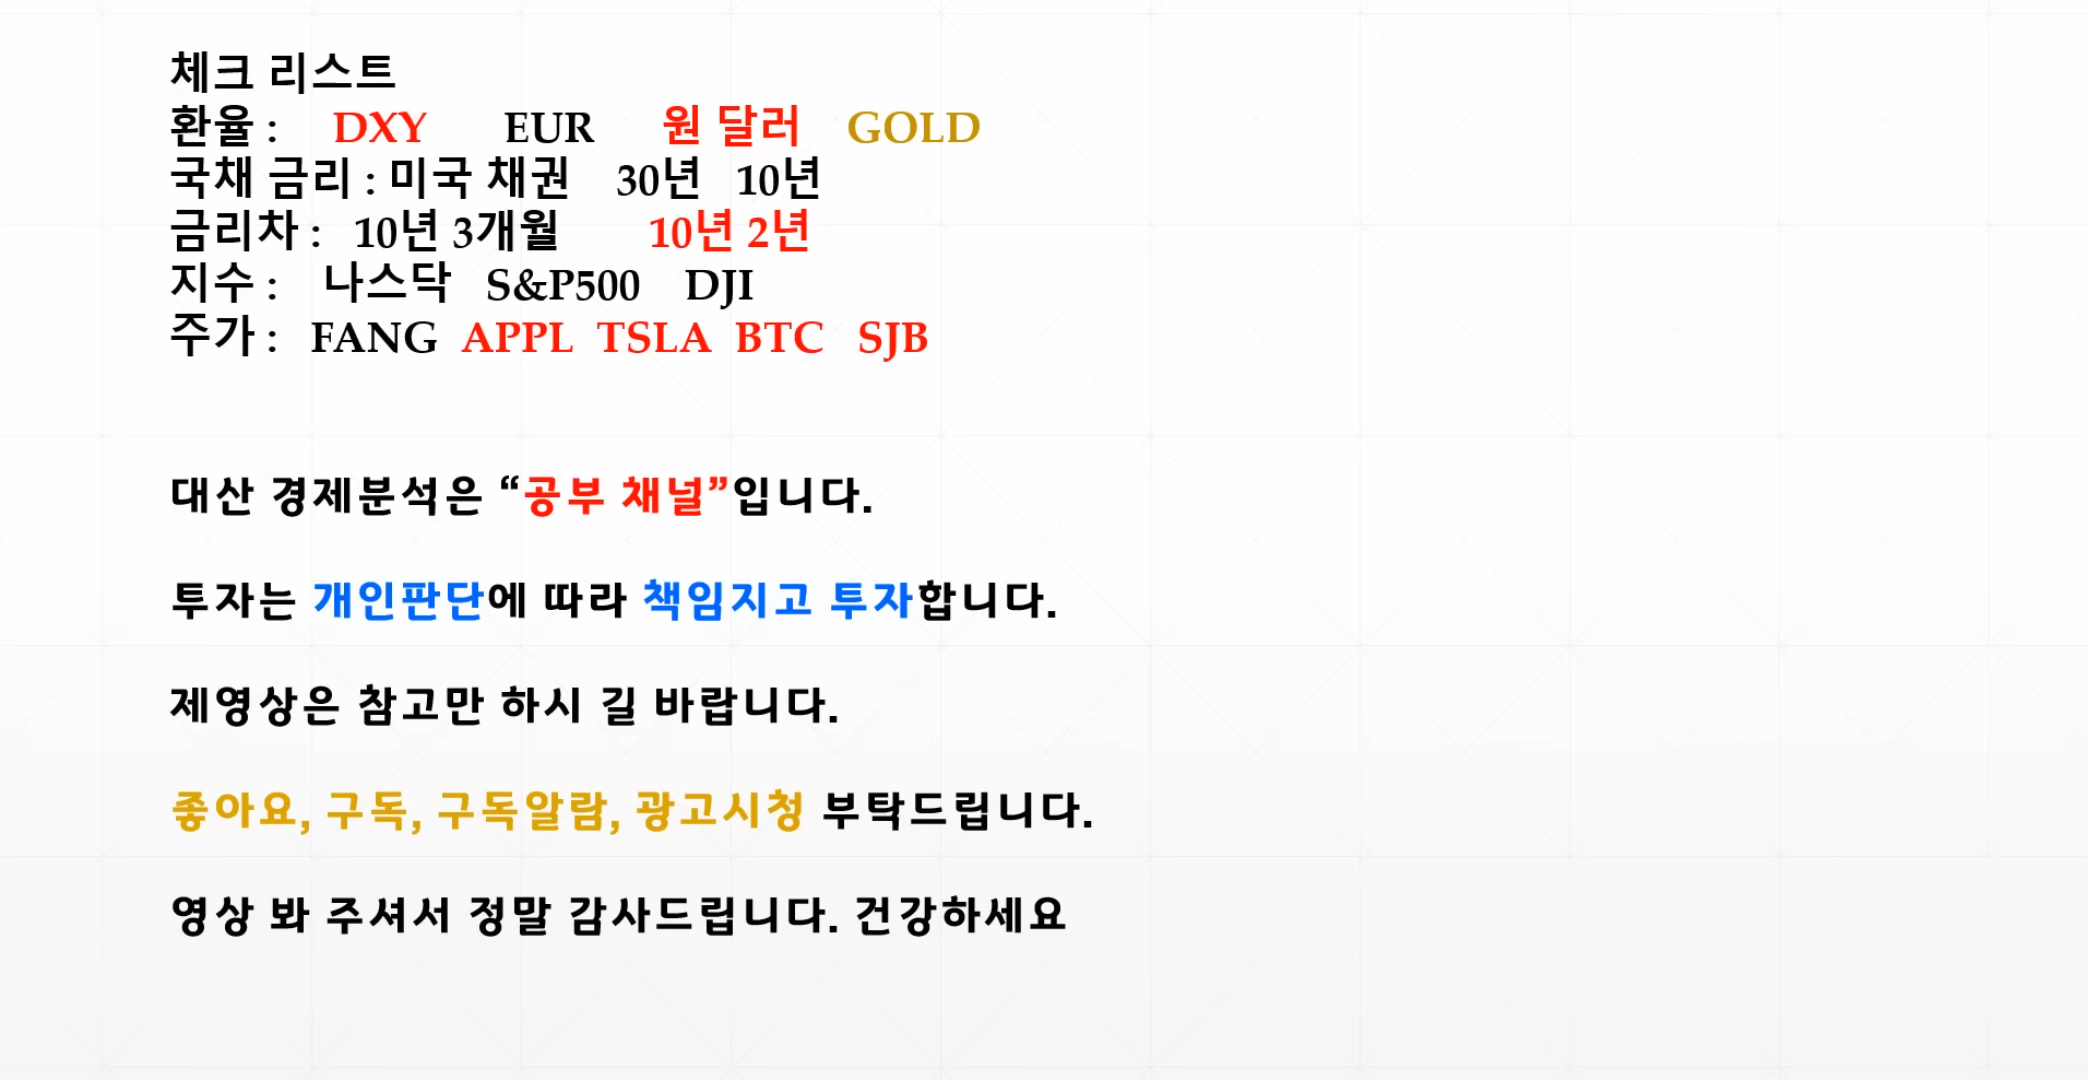 체크 리스트
환율 : DXY EUR 원 달러 GOLD
국채 금리 : 미국 채권 30년 10년
금리차 : 10년 3개월 10년 2년
지수 : 나스닥 S&P500 DJI
주가 : FANG APPL TSLA BTC SJB
대산 경제분석은 “공부 채널”입니다.
투자는 개인판단에 따라 책임지고 투자합니다.
제영상은 참고만 하시 길 바랍니다.
좋아요, 구독, 구독알람, 광고시청 부탁드립니다.
영상 봐 주셔서 정말 감사드립니다. 건강하세요